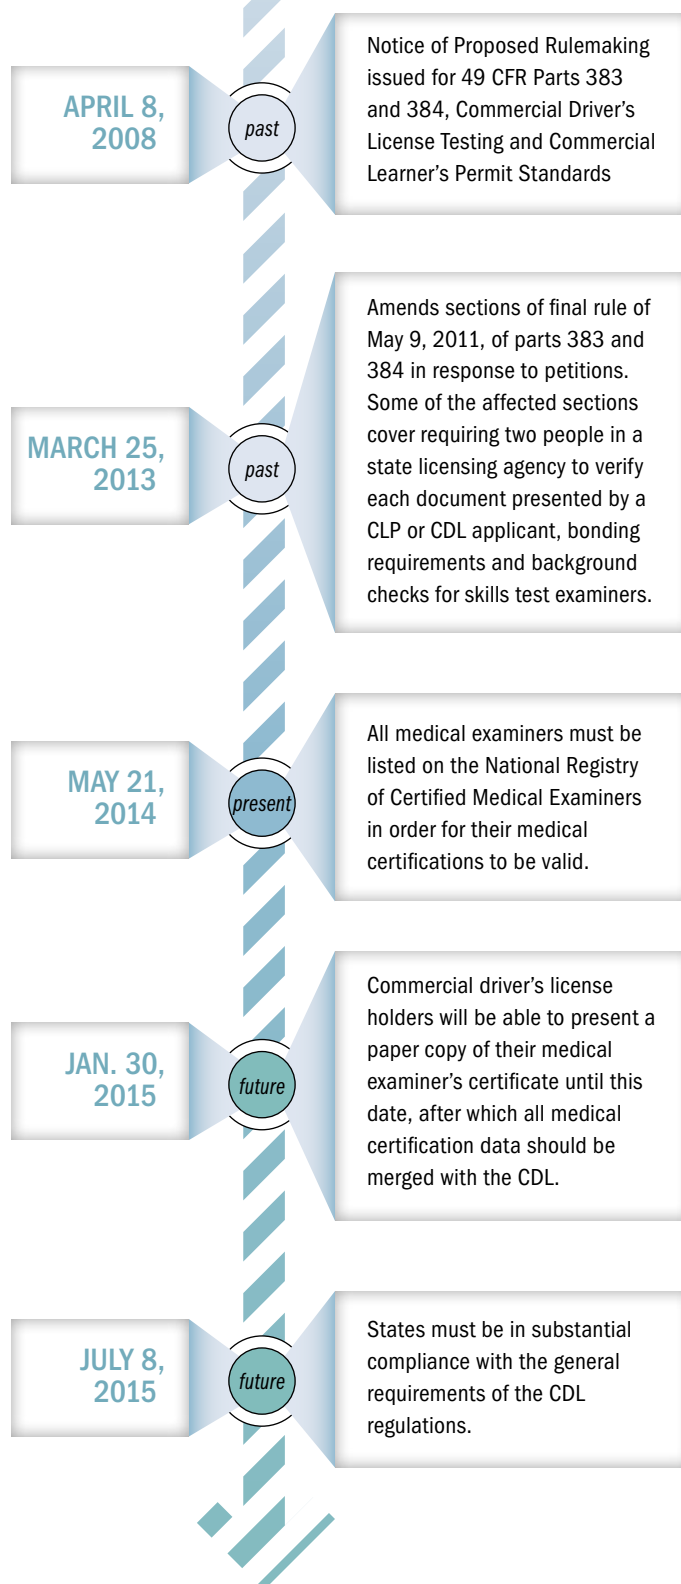 APRIL 8,
2008
past
Notice of Proposed Rulemaking
issued for 49 CFR Parts 383
and 384, Commercial Driver’s
License Testing and Commercial
Learner’s Permit Standards
MARCH 25,
2013
past
Amends sections of final rule of
May 9, 2011, of parts 383 and
384 in response to petitions.
Some of the affected sections
cover requiring two people in a
state licensing agency to verify
each document presented by a
CLP or CDL applicant, bonding
requirements and background
checks for skills test examiners.
MAY 21,
2014
present
All medical examiners must be
listed on the National Registry
of Certified Medical Examiners
in order for their medical
certifications to be valid.
JAN. 30,
2015
future
Commercial driver’s license
holders will be able to present a
paper copy of their medical
examiner’s certificate until this
date, after which all medical
certification data should be
merged with the CDL.
JULY 8,
2015
future
States must be in substantial
compliance with the general
requirements of the CDL
regulations.